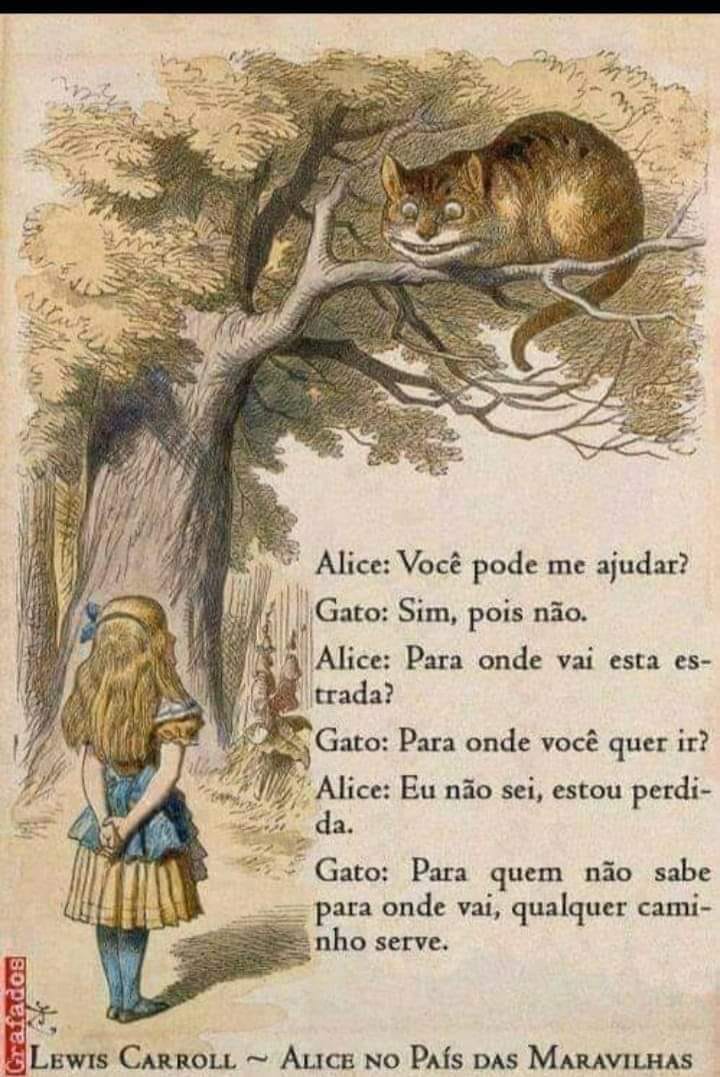 Alice: Você pode me ajudar?
Gato: Sim, pois não.
Alice: Para onde vai esta es-
trada?
Gato: Para onde você quer ir?
Alice: Eu não sei, estou perdi-
da.
Gato: Para quem não sabe
para onde vai, qualquer cami-
nho serve.
Grafados
LEWIS CARROLL ~ ALICE NO PAÍS DAS MARAVILHAS